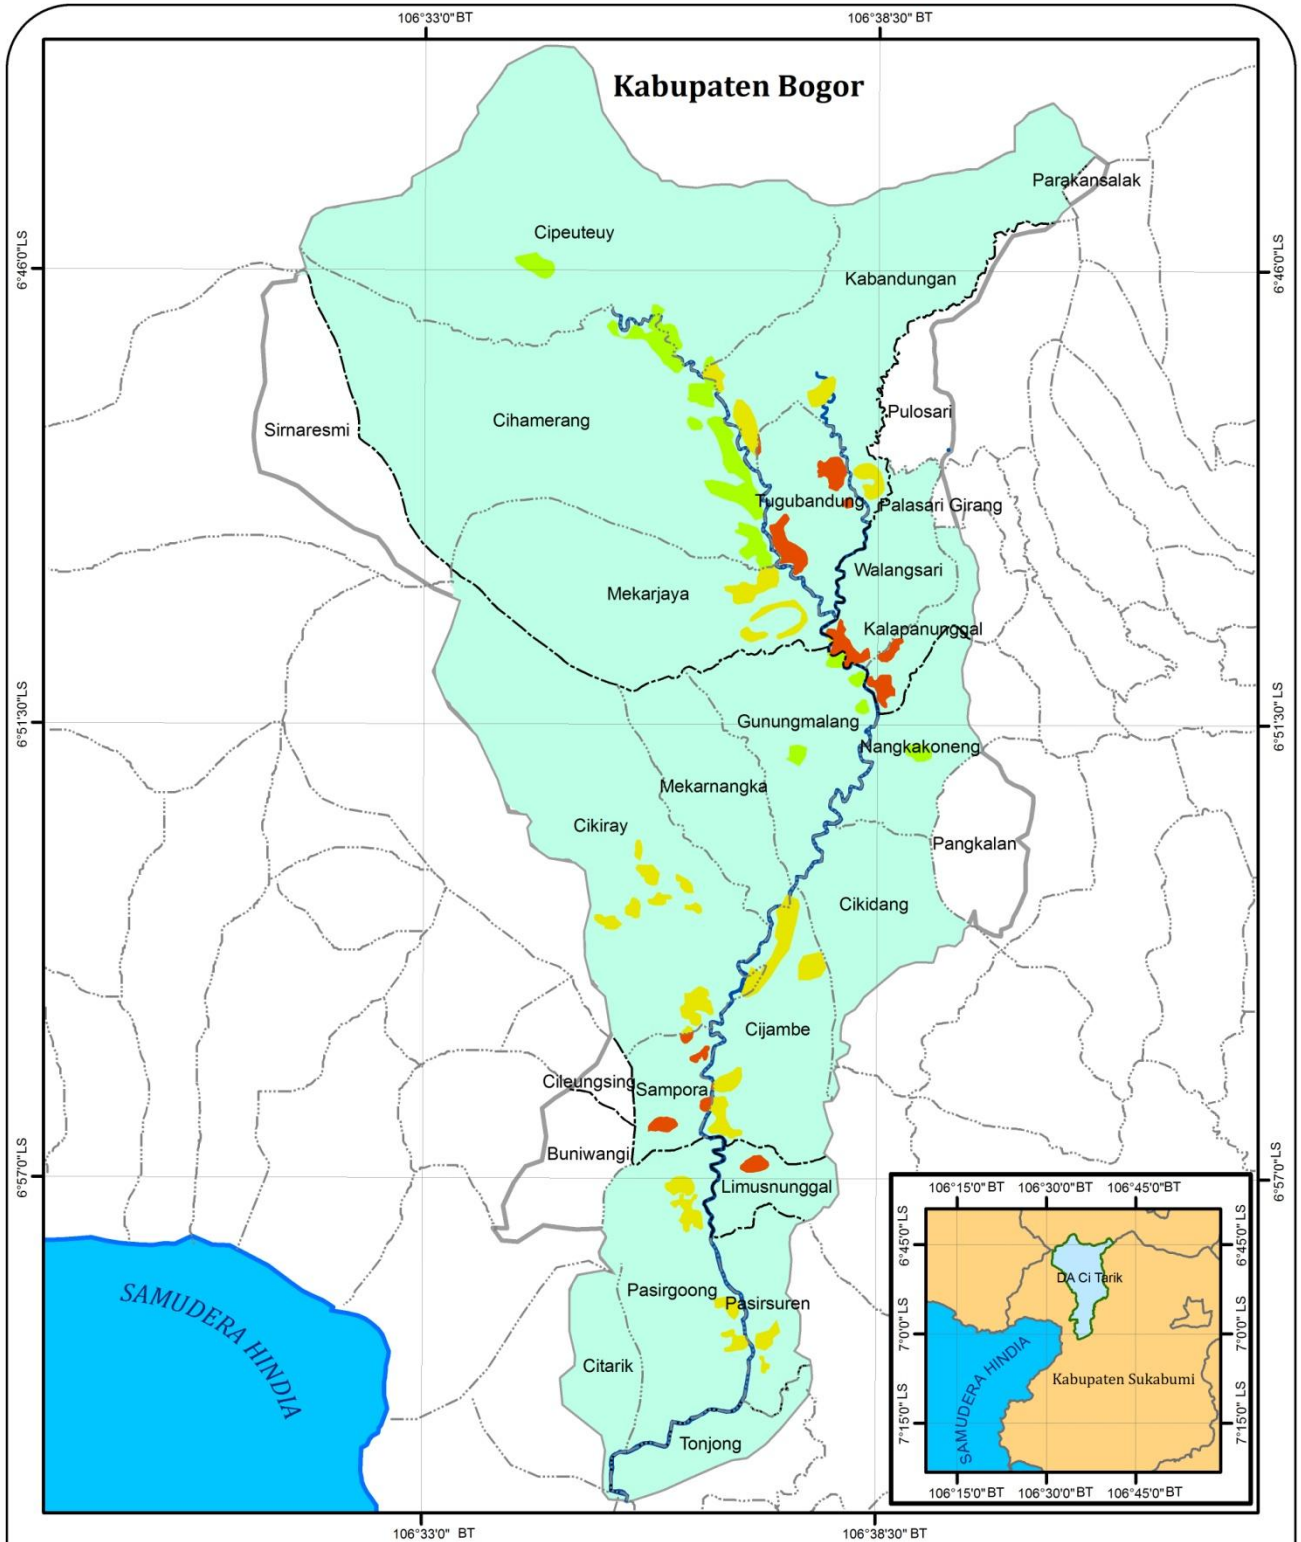 106°33'0" BT
106°38'30" BT
Kabupaten Bogor
Parakansalak
Cipeuteuy
6°46'0"LS
6°46'0"LS
Kabandungan
Pulosari
Cihamerang
Sirnaresmi
Tugubandung
Palasari Girang
Walangsari
Mekarjaya
Kalapanunggal
6°51'30"LS
6°51'30"LS
Gunungmalang
Nangkakoneng
Mekarnangka
Cikiray
Pangkalan
Cikidang
Cijambe
Cileungsing
Sampora
Buniwangi
6°57'0"LS
6°57'0"LS
Limusnunggal
Pasirgoong
Pasirsuren
Citarik
Tonjong
SAMUDERA HINDIA
106°33'0" BT
106°38'30" BT
106°15'0"BT
106°30'0"BT
106°45'0"BT
6°45'0" LS
6°45'0" LS
DA Ci Tarik
7°0'0" LS
7°0'0" LS
SAMUDERA HINDIA
Kabupaten Sukabumi
7°15'0" LS
7°15'0" LS
106°15'0"BT
106°30'0"BT
106°45'0"BT